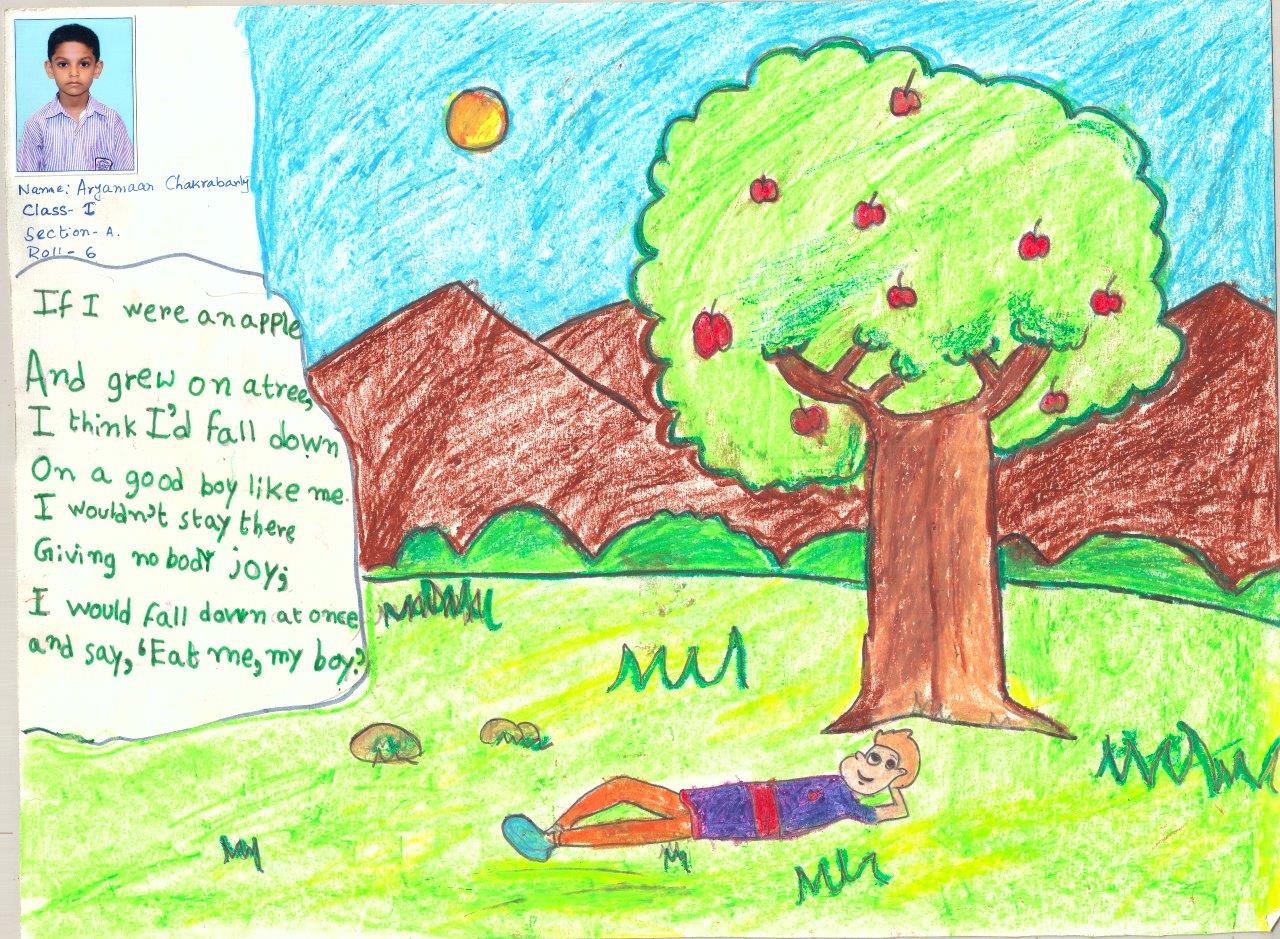 Name: Aryamaan Chakrabarty
Class- I
Section- A.
Roll- 6
If I were an apple
And grew on a tree,
I think I'd fall down
On a good boy like me.
I wouldn't stay there
Giving nobody joy;
I would fall down at once
and say, 'Eat me, my boy?